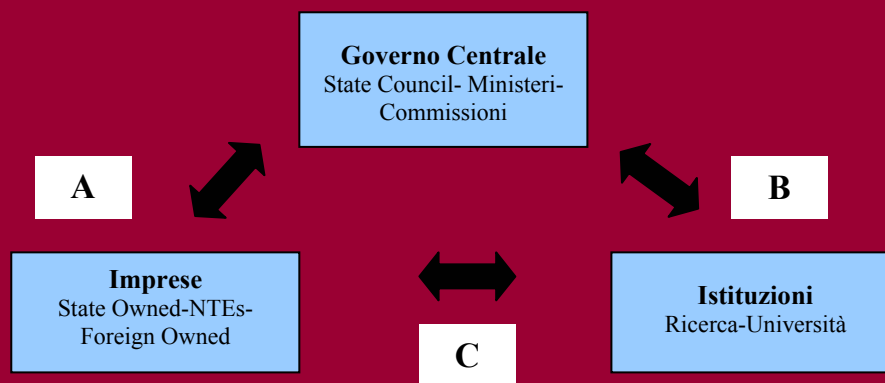 Governo Centrale
State Council- Ministeri-
Commissioni
A
B
Imprese
State Owned-NTEs-
Foreign Owned
Istituzioni
Ricerca-Università
C